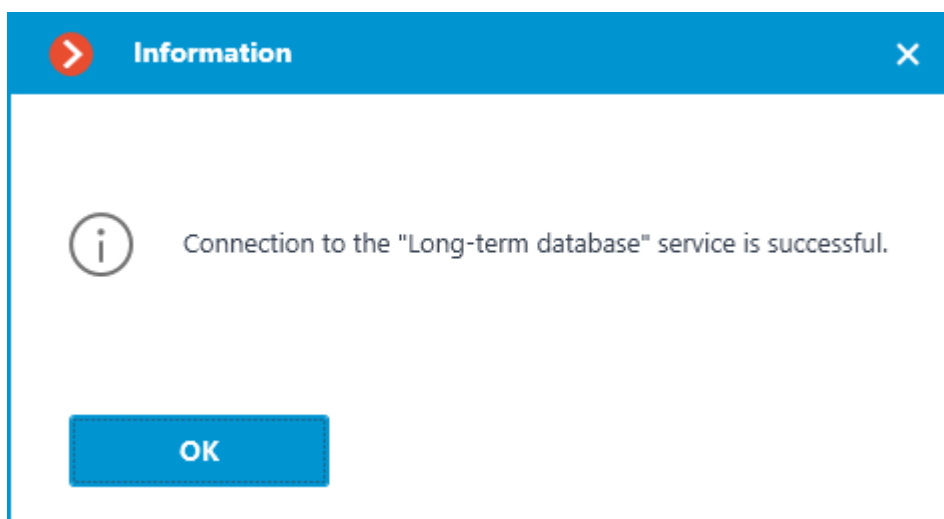 Information
Connection to the "Long-term database" service is successful.
OK